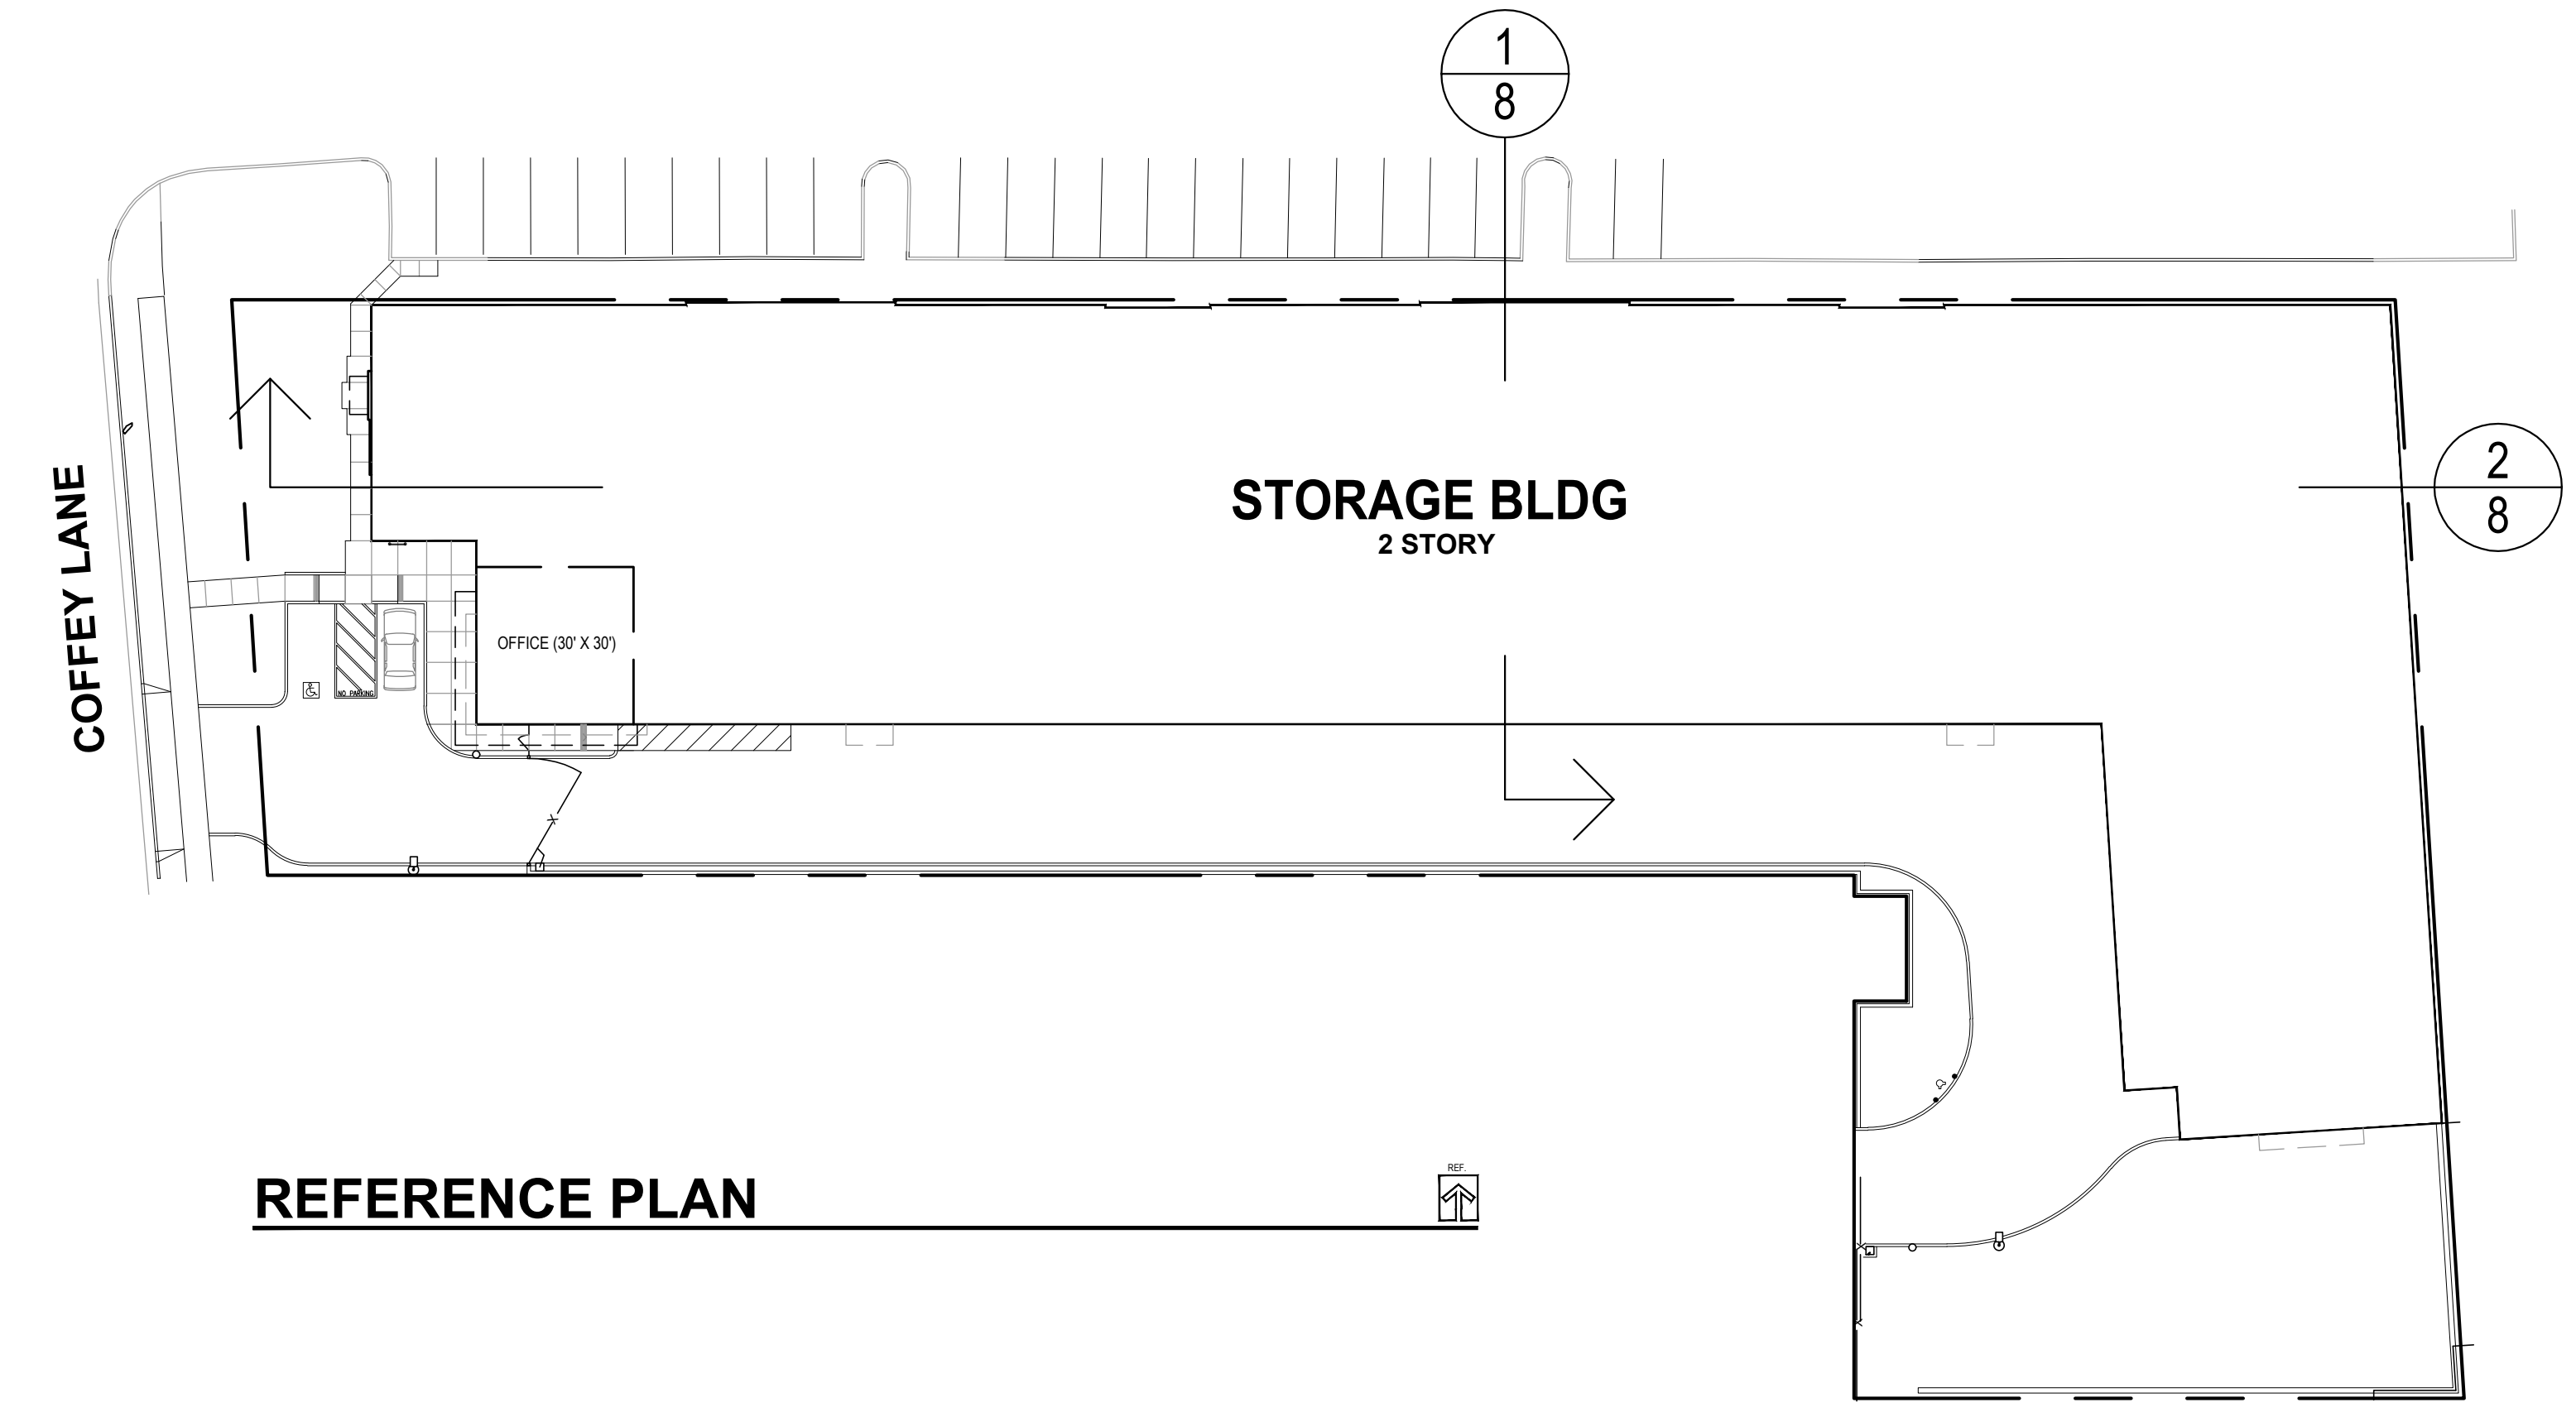 1
8
2
8
STORAGE BLDG
2 STORY
COFFEY LANE
OFFICE (30' X 30')
NO PARKING
REF.
REFERENCE PLAN